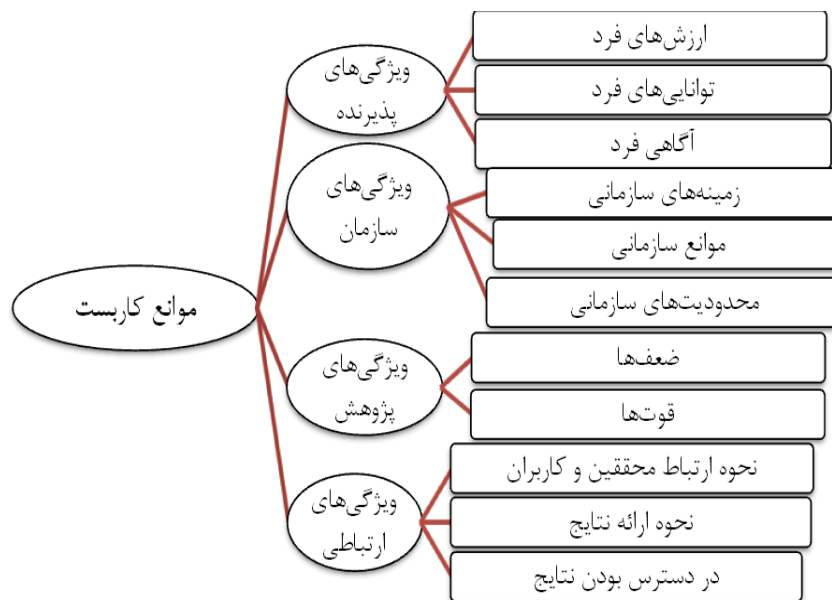 ارزش‌های فرد
ویژگی‌های
پذیرنده
توانایی‌های فرد
آگاهی فرد
زمینه‌های سازمانی
ویژگی‌های
سازمان
موانع سازمانی
محدودیت‌های سازمانی
موانع کاربست
ضعف‌ها
ویژگی‌های
پژوهش
قوت‌ها
نحوه ارتباط محققین و کاربران
ویژگی‌های
ارتباطی
نحوه ارائه نتایج
در دسترس بودن نتایج